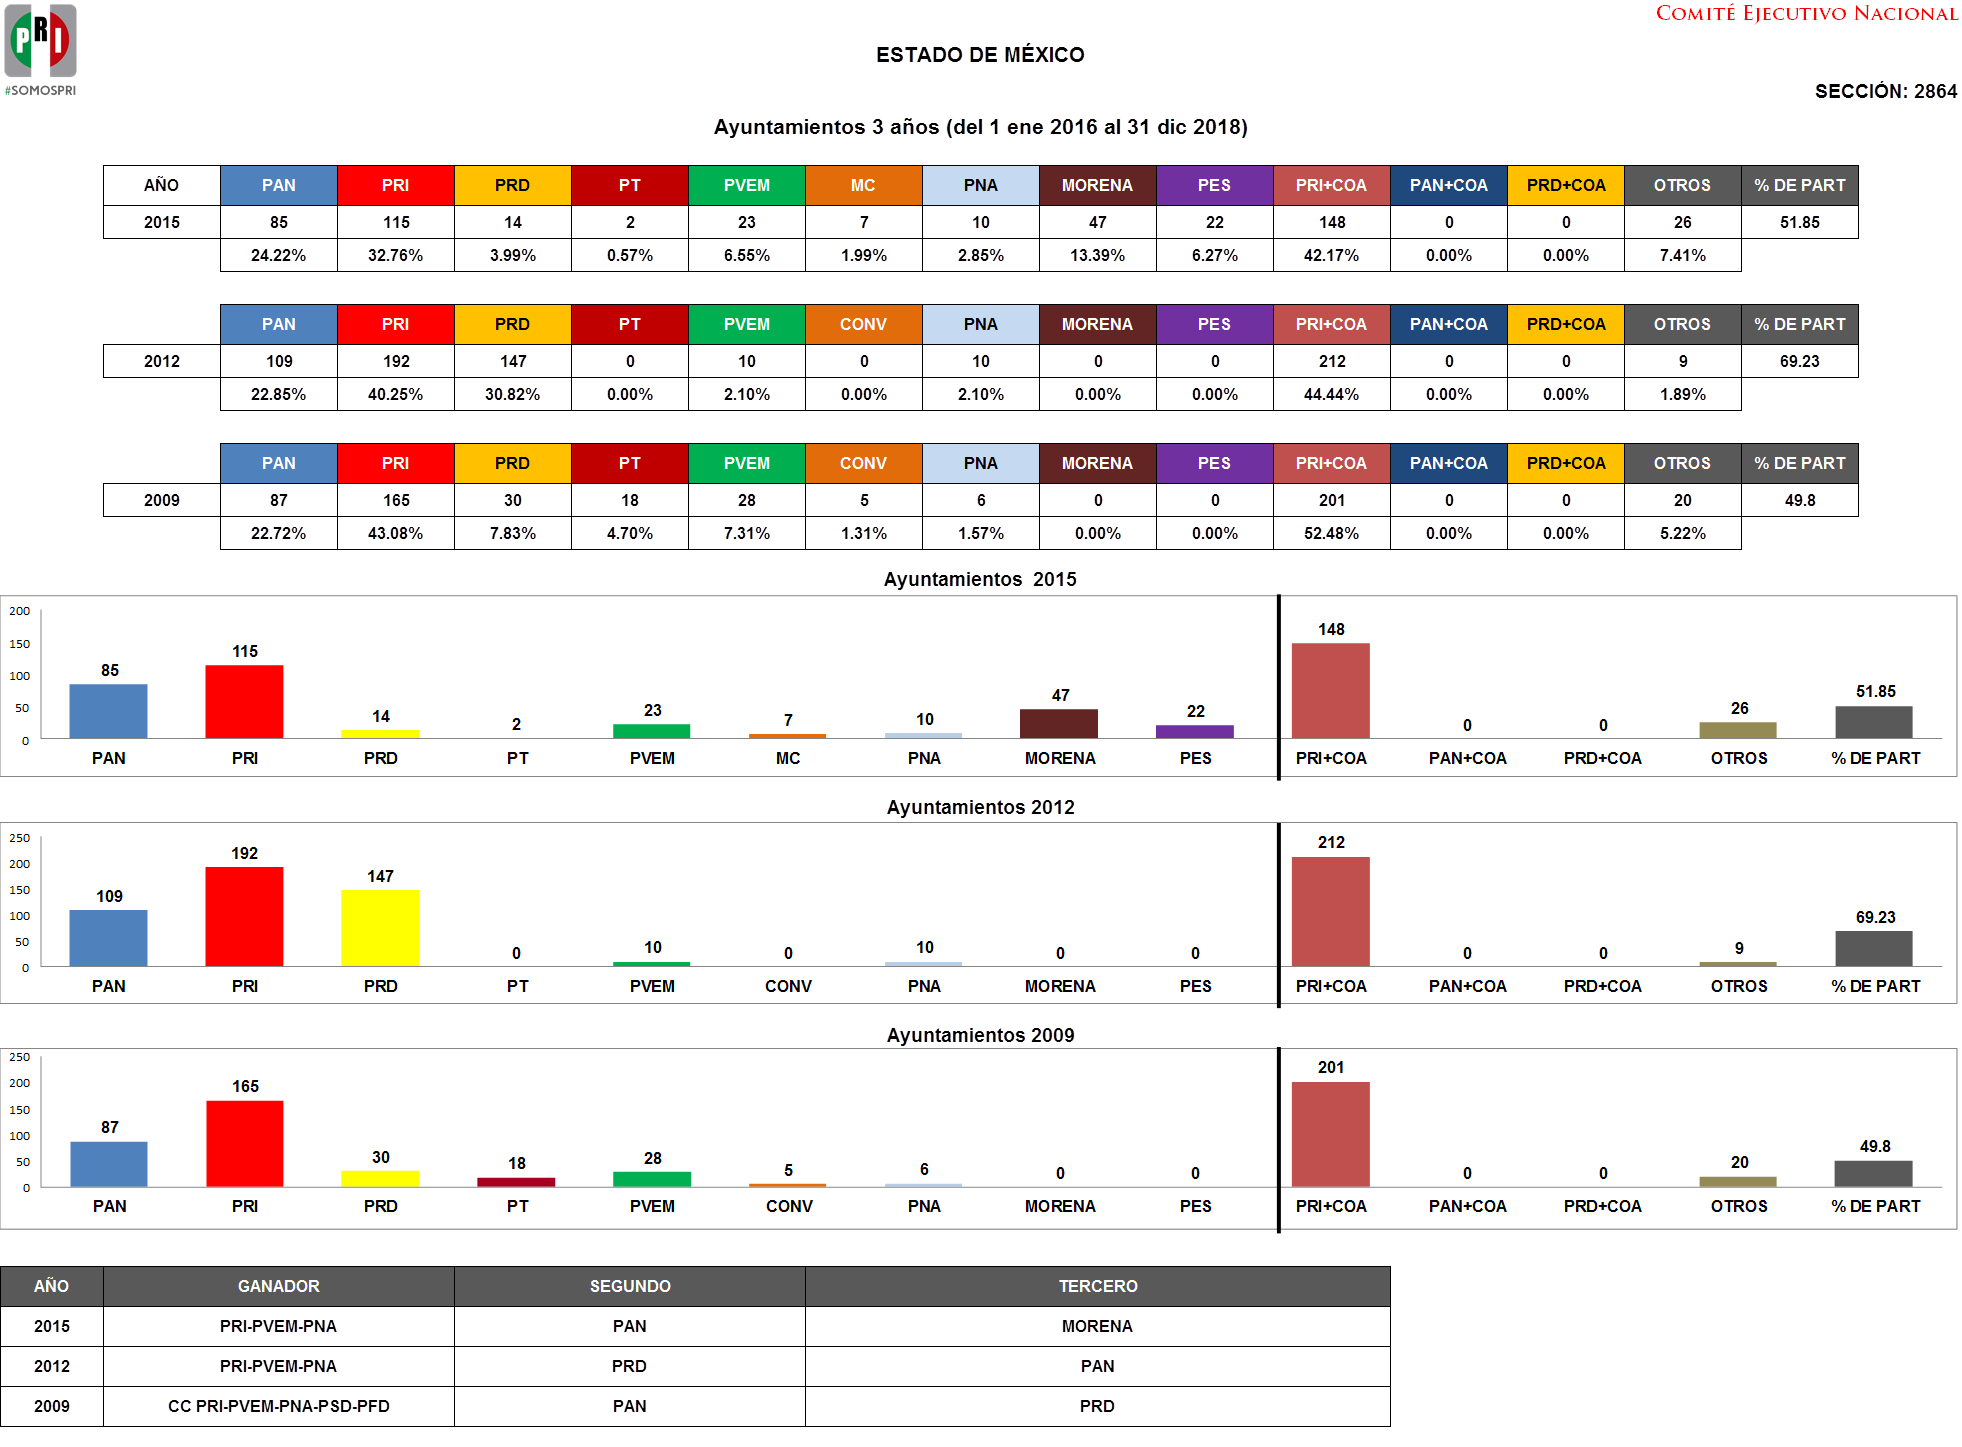 PRI
#SOMOSPRI
COMITÉ EJECUTIVO NACIONAL
ESTADO DE MÉXICO
SECCIÓN: 2864
Ayuntamientos 3 años (del 1 ene 2016 al 31 dic 2018)
AÑO PAN PRI PRD PT PVEM MC PNA MORENA PES PRI+COA PAN+COA PRD+COA OTROS % DE PART
2015 85 115 14 2 23 7 10 47 22 148 0 0 26 51.85
24.22% 32.76% 3.99% 0.57% 6.55% 1.99% 2.85% 13.39% 6.27% 42.17% 0.00% 0.00% 7.41%
PAN PRI PRD PT PVEM CONV PNA MORENA PES PRI+COA PAN+COA PRD+COA OTROS % DE PART
2012 109 192 147 0 10 0 10 0 0 212 0 0 9 69.23
22.85% 40.25% 30.82% 0.00% 2.10% 0.00% 2.10% 0.00% 0.00% 44.44% 0.00% 0.00% 1.89%
PAN PRI PRD PT PVEM CONV PNA MORENA PES PRI+COA PAN+COA PRD+COA OTROS % DE PART
2009 87 165 30 18 28 5 6 0 0 201 0 0 20 49.8
22.72% 43.08% 7.83% 4.70% 7.31% 1.31% 1.57% 0.00% 0.00% 52.48% 0.00% 0.00% 5.22%
Ayuntamientos 2015
200
150
100
50
0
85 115 14 2 23 7 10 47 22 148 0 0 26 51.85
PAN PRI PRD PT PVEM MC PNA MORENA PES PRI+COA PAN+COA PRD+COA OTROS % DE PART
Ayuntamientos 2012
250
200
150
100
50
0
109 192 147 0 10 0 10 0 0 212 0 0 9 69.23
PAN PRI PRD PT PVEM CONV PNA MORENA PES PRI+COA PAN+COA PRD+COA OTROS % DE PART
Ayuntamientos 2009
250
200
150
100
50
0
87 165 30 18 28 5 6 0 0 201 0 0 20 49.8
PAN PRI PRD PT PVEM CONV PNA MORENA PES PRI+COA PAN+COA PRD+COA OTROS % DE PART
AÑO GANADOR SEGUNDO TERCERO
2015 PRI-PVEM-PNA PAN MORENA
2012 PRI-PVEM-PNA PRD PAN
2009 CC PRI-PVEM-PNA-PSD-PFD PAN PRD